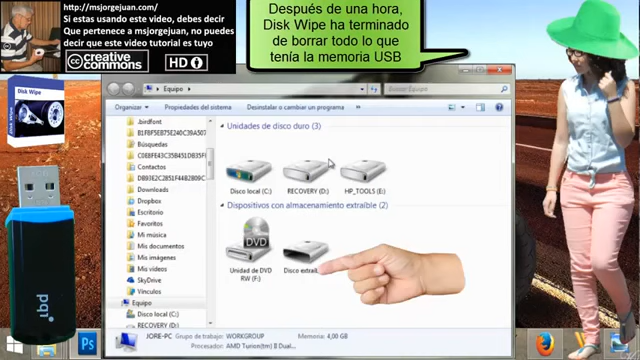 http://msjorgejuan.com/
Si estas usando este video, debes decir
Que pertenece a msjorgejuan.com, no puedes
decir que este video tutorial es tuyo
creative
commons
HD
Después de una hora,
Disk Wipe ha terminado
de borrar todo lo que
tenía la memoria USB
Disk Wipe
Equipo
Buscar Equipo
Organizar
Propiedades del sistema
Desinstalar o cambiar un programa
»
.birdfont
Búsquedas
Contactos
Downloads
Dropbox
Escritorio
Favoritos
Mi música
Mis documentos
Mis imágenes
Mis vídeos
SkyDrive
Vínculos
Equipo
Disco local (C:)
RECOVERY (D:)
Unidades de disco duro (3)
Disco local (C:)
RECOVERY (D:)
HP_TOOLS (E:)
Dispositivos con almacenamiento extraíble (2)
DVD
Unidad de DVD
RW (F:)
Disco extraíb
JORE-PC
Grupo de trabajo: WORKGROUP
Memoria: 4,00 GB
Procesador: AMD Turion(tm) II Dual...
pqi
Ps